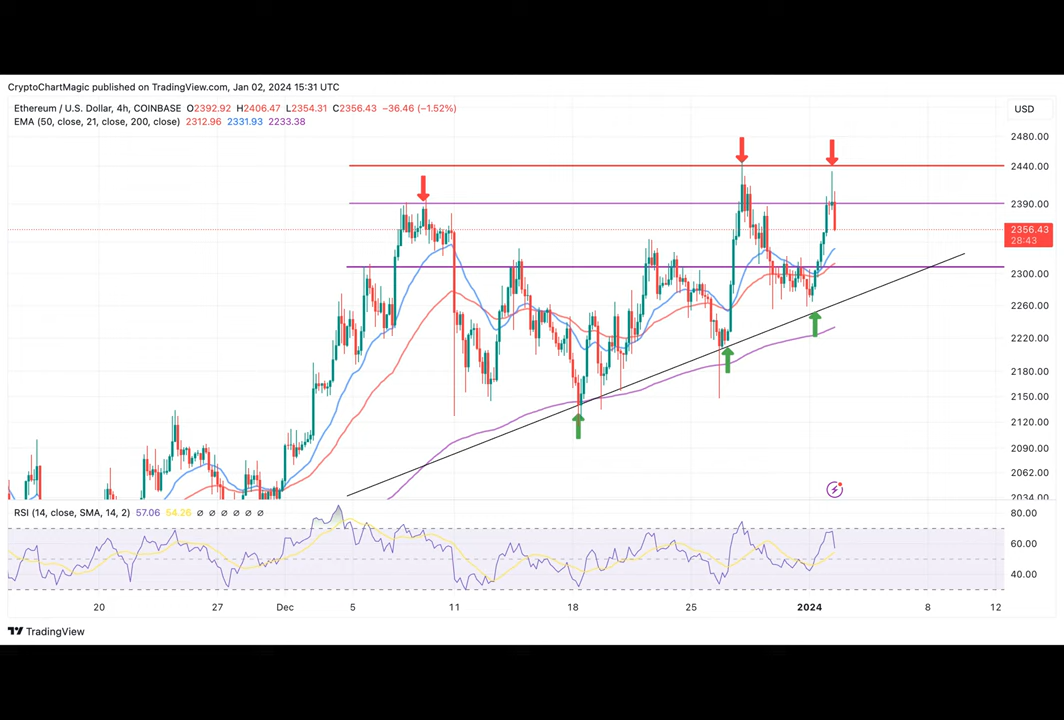 CryptoChartMagic published on TradingView.com, Jan 02, 2024 15:31 UTC
Ethereum / U.S. Dollar, 4h, COINBASE O2392.92 H2406.47 L2354.31 C2356.43 −36.46 (−1.52%)
USD
EMA (50, close, 21, close, 200, close) 2312.96 2331.93 2233.38
2480.00
2440.00
2390.00
2356.43
28:43
2300.00
2260.00
2220.00
2180.00
2150.00
2120.00
2090.00
2062.00
2034.00
RSI (14, close, SMA, 14, 2) 57.06 54.26 ∅ ∅ ∅ ∅ ∅ ∅
80.00
60.00
40.00
20 27 Dec 5 11 18 25 2024 8 12
TradingView